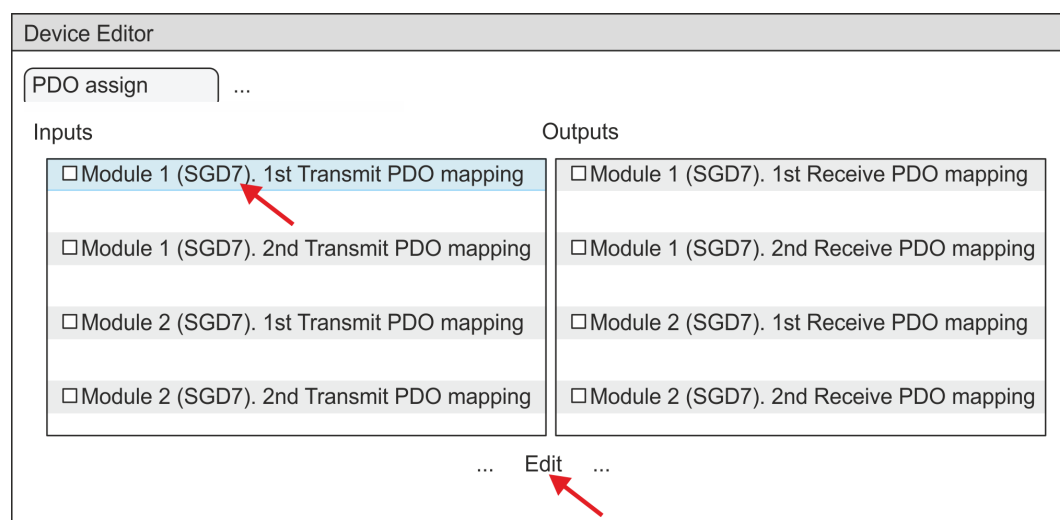 Device Editor
PDO assign ...
Inputs Outputs
Module 1 (SGD7). 1st Transmit PDO mapping Module 1 (SGD7). 1st Receive PDO mapping
Module 1 (SGD7). 2nd Transmit PDO mapping Module 1 (SGD7). 2nd Receive PDO mapping
Module 2 (SGD7). 1st Transmit PDO mapping Module 2 (SGD7). 1st Receive PDO mapping
Module 2 (SGD7). 2nd Transmit PDO mapping Module 2 (SGD7). 2nd Receive PDO mapping
... Edit ...